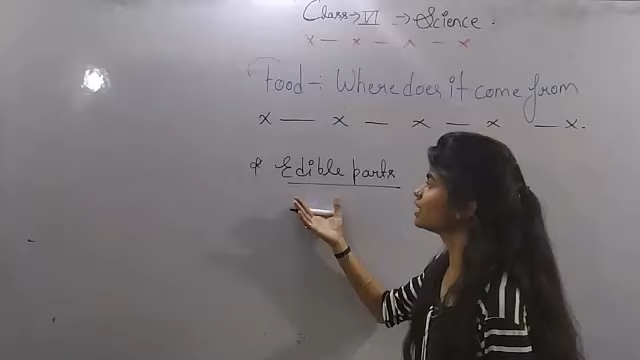 Class → VI → Science.
x — x — x — x
Food -: Where does it come from
x — x — x — x — x.
* Edible parts